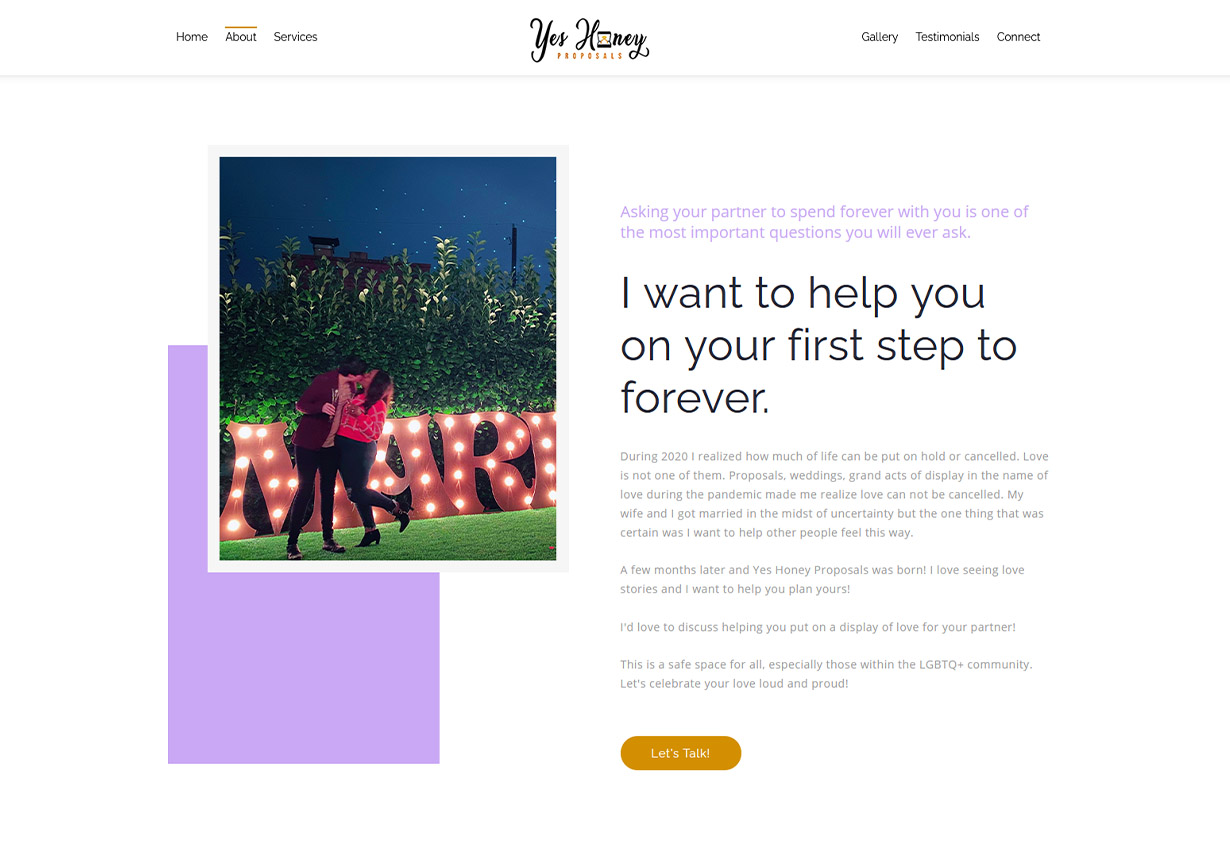 Home
About
Services
Yes Honey
PROPOSALS
Gallery
Testimonials
Connect
MARR
Asking your partner to spend forever with you is one of
the most important questions you will ever ask.
I want to help you
on your first step to
forever.
During 2020 I realized how much of life can be put on hold or cancelled. Love
is not one of them. Proposals, weddings, grand acts of display in the name of
love during the pandemic made me realize love can not be cancelled. My
wife and I got married in the midst of uncertainty but the one thing that was
certain was I want to help other people feel this way.
A few months later and Yes Honey Proposals was born! I love seeing love
stories and I want to help you plan yours!
I'd love to discuss helping you put on a display of love for your partner!
This is a safe space for all, especially those within the LGBTQ+ community.
Let's celebrate your love loud and proud!
Let's Talk!